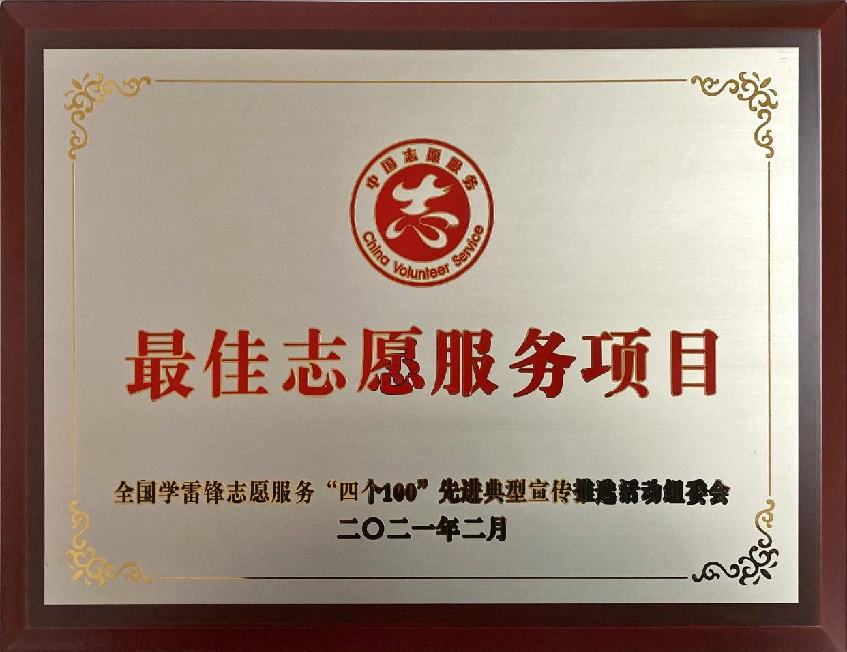 中国志愿服务
China Volunteer Service
最佳志愿服务项目
全国学雷锋志愿服务“四个100”先进典型宣传推选活动组委会
二〇二一年二月